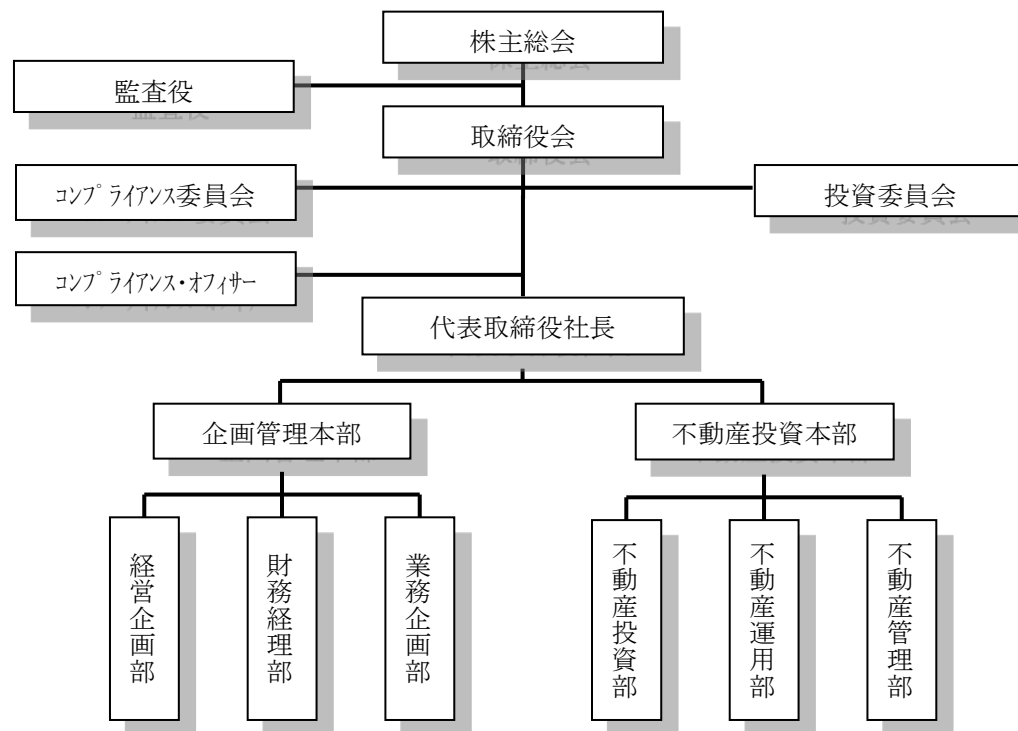 株主総会
監査役
取締役会
ｺﾝﾌﾟﾗｲｱﾝｽ委員会
投資委員会
ｺﾝﾌﾟﾗｲｱﾝｽ・ｵﾌｨｻｰ
代表取締役社長
企画管理本部
不動産投資本部
経営企画部
財務経理部
業務企画部
不動産投資部
不動産運用部
不動産管理部